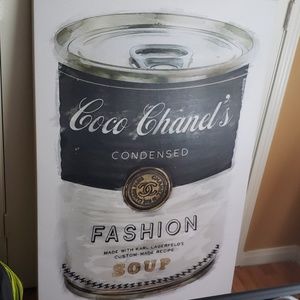 Coco Chanel's
CONDENSED
FASHION
MADE WITH KARL LAGERFELD'S
CUSTOM-MADE RECIPE
SOUP